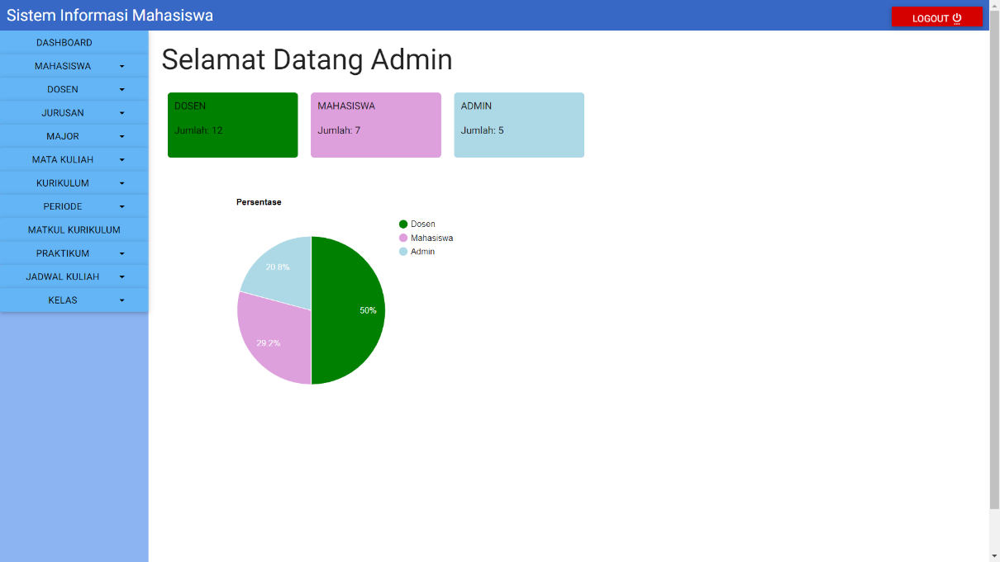 Sistem Informasi Mahasiswa
LOGOUT
DASHBOARD
MAHASISWA
DOSEN
JURUSAN
MAJOR
MATA KULIAH
KURIKULUM
PERIODE
MATKUL KURIKULUM
PRAKTIKUM
JADWAL KULIAH
KELAS
Selamat Datang Admin
DOSEN
Jumlah: 12
MAHASISWA
Jumlah: 7
ADMIN
Jumlah: 5
Persentase
Dosen
Mahasiswa
Admin
20.8%
50%
29.2%